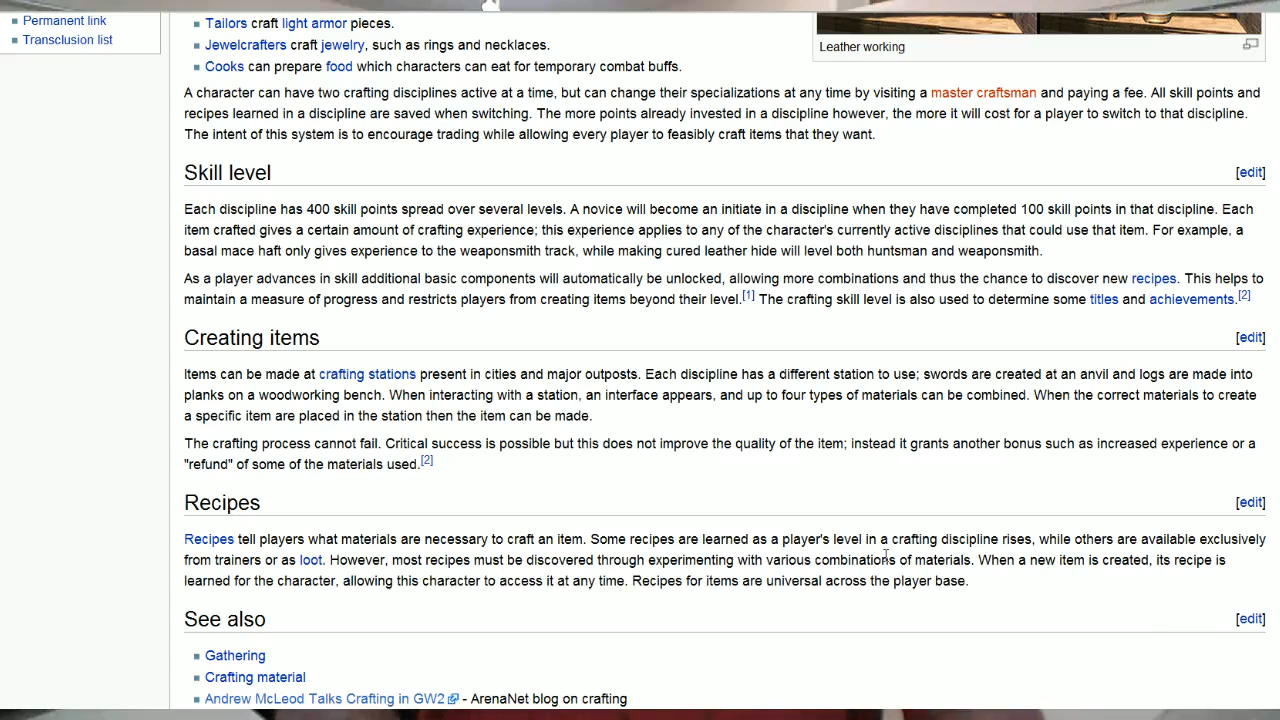 Permanent link
Transclusion list
Tailors craft light armor pieces.
Jewelcrafters craft jewelry, such as rings and necklaces.
Cooks can prepare food which characters can eat for temporary combat buffs.
Leather working
A character can have two crafting disciplines active at a time, but can change their specializations at any time by visiting a master craftsman and paying a fee. All skill points and
recipes learned in a discipline are saved when switching. The more points already invested in a discipline however, the more it will cost for a player to switch to that discipline.
The intent of this system is to encourage trading while allowing every player to feasibly craft items that they want.
Skill level [edit]
Each discipline has 400 skill points spread over several levels. A novice will become an initiate in a discipline when they have completed 100 skill points in that discipline. Each
item crafted gives a certain amount of crafting experience; this experience applies to any of the character's currently active disciplines that could use that item. For example, a
basal mace haft only gives experience to the weaponsmith track, while making cured leather hide will level both huntsman and weaponsmith.
As a player advances in skill additional basic components will automatically be unlocked, allowing more combinations and thus the chance to discover new recipes. This helps to
maintain a measure of progress and restricts players from creating items beyond their level.[1] The crafting skill level is also used to determine some titles and achievements.[2]
Creating items [edit]
Items can be made at crafting stations present in cities and major outposts. Each discipline has a different station to use; swords are created at an anvil and logs are made into
planks on a woodworking bench. When interacting with a station, an interface appears, and up to four types of materials can be combined. When the correct materials to create
a specific item are placed in the station then the item can be made.
The crafting process cannot fail. Critical success is possible but this does not improve the quality of the item; instead it grants another bonus such as increased experience or a
"refund" of some of the materials used.[2]
Recipes [edit]
Recipes tell players what materials are necessary to craft an item. Some recipes are learned as a player's level in a crafting discipline rises, while others are available exclusively
from trainers or as loot. However, most recipes must be discovered through experimenting with various combinations of materials. When a new item is created, its recipe is
learned for the character, allowing this character to access it at any time. Recipes for items are universal across the player base.
See also [edit]
Gathering
Crafting material
Andrew McLeod Talks Crafting in GW2 - ArenaNet blog on crafting